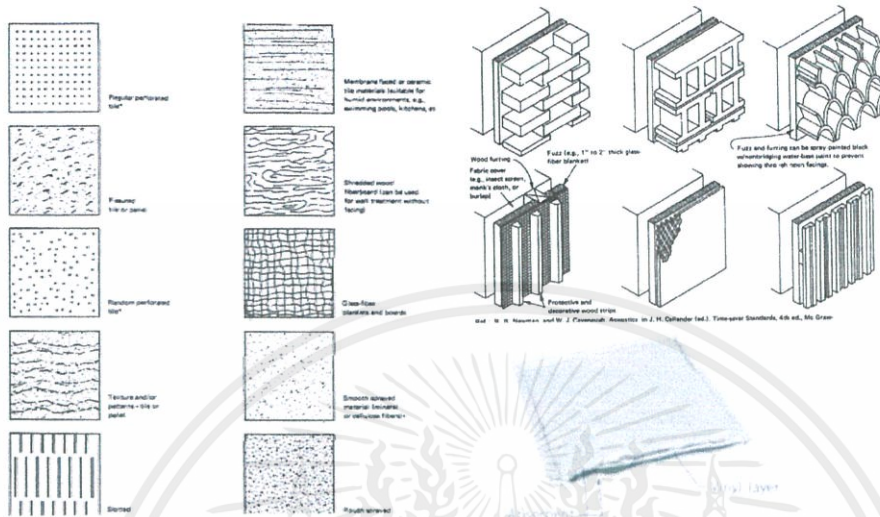 Regular perforated
tile*
Fissured
tile or panel
Random perforated
tile*
Texture and/or
patterns - tile or
panel
Slotted
Membrane faced or ceramic
tile materials (suitable for
humid environments, e.g.,
swimming pools, kitchens, et
Shredded wood
fiberboard (can be used
for wall treatment without
facing)
Glass-fiber
blankets and boards
Smooth sprayed
material (mineral
or cellulose fibers)+
Rough sprayed
Wood furring
Fabric cover
(e.g., insect screen,
monk's cloth, or
burlap)
Fuzz (e.g., 1" to 2" thick glass-
fiber blanket)
Fuzz and furring can be spray painted black
w/nonbridging water-base paint to prevent
showing through open facings.
Protective and
decorative wood strips
Ref.: R. B. Newman and W. J. Cavanaugh, Acoustics, in J. H. Callender (ed.), Time-saver Standards, 4th ed., Mc Graw-
layer